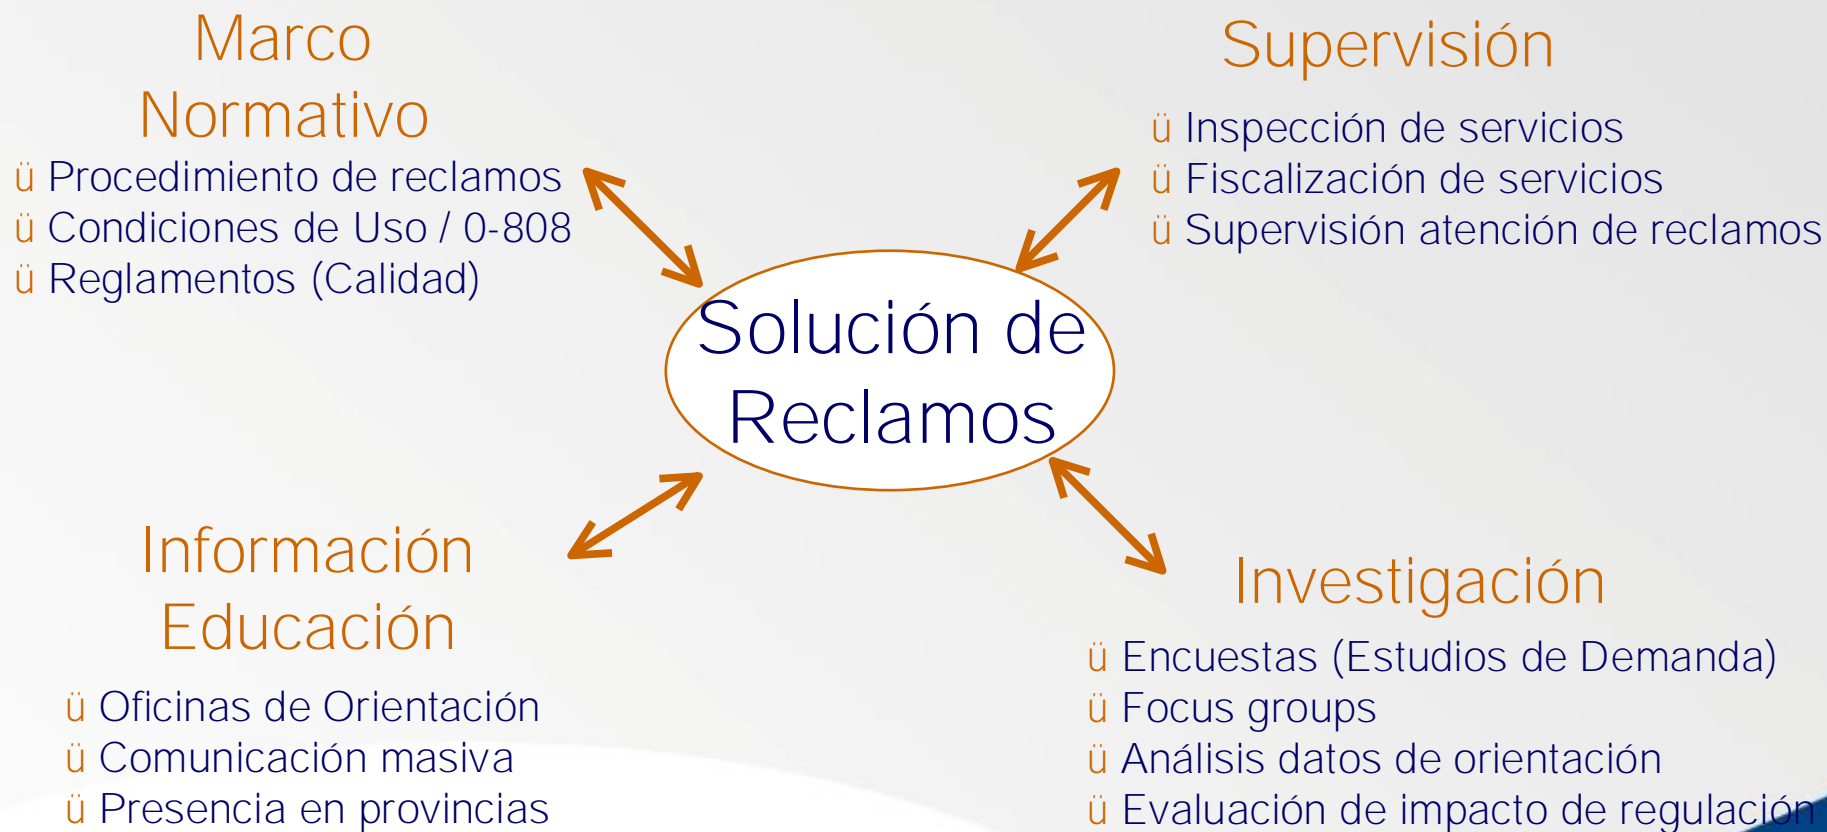 Marco
Normativo
ü Procedimiento de reclamos
ü Condiciones de Uso / 0-808
ü Reglamentos (Calidad)
Supervisión
ü Inspección de servicios
ü Fiscalización de servicios
ü Supervisión atención de reclamos
Solución de
Reclamos
Información
Educación
ü Oficinas de Orientación
ü Comunicación masiva
ü Presencia en provincias
Investigación
ü Encuestas (Estudios de Demanda)
ü Focus groups
ü Análisis datos de orientación
ü Evaluación de impacto de regulación